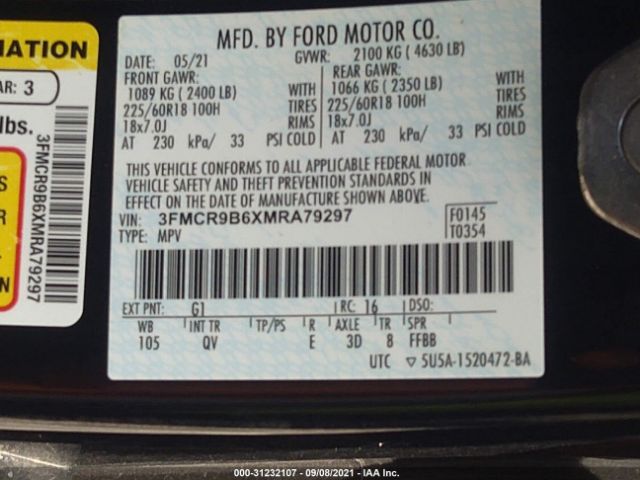 MATION
AR: 3
lbs.
3FMCR9B6XMRA79297
MFD. BY FORD MOTOR CO.
DATE: 05/21 GVWR: 2100 KG ( 4630 LB)
FRONT GAWR: REAR GAWR:
1089 KG ( 2400 LB) WITH 1066 KG ( 2350 LB) WITH
225/60R18 100H TIRES 225/60R18 100H TIRES
18x7.0J RIMS 18x7.0J RIMS
AT 230 kPa/ 33 PSI COLD AT 230 kPa/ 33 PSI COLD
THIS VEHICLE CONFORMS TO ALL APPLICABLE FEDERAL MOTOR
VEHICLE SAFETY AND THEFT PREVENTION STANDARDS IN
EFFECT ON THE DATE OF MANUFACTURE SHOWN ABOVE.
VIN: 3FMCR9B6XMRA79297 F0145
TYPE: MPV T0354
EXT PNT: G1 RC: 16 DSO:
WB INT TR TP/PS R AXLE TR SPR
105 QV E 3D 8 FFBB
UTC ▽ 5U5A-1520472-BA
000-31232107 - 09/08/2021 - IAA Inc.